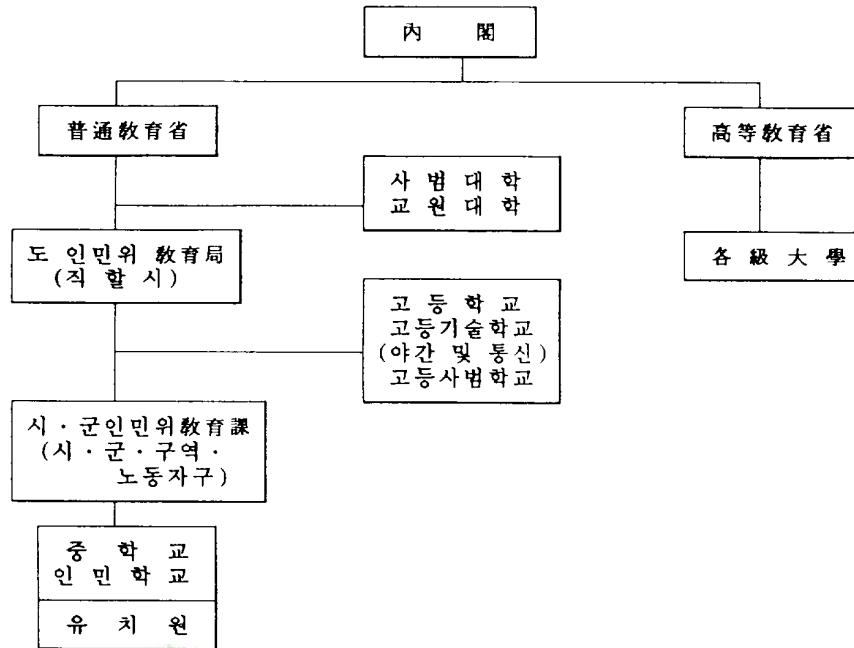 內 閣
普通敎育省
高等敎育省
사 범 대 학
교 원 대 학
도 인민위 敎育局
(직 할 시)
各 級 大 學
고 등 학 교
고등기술학교
(야간 및 통신)
고등사범학교
시·군인민위敎育課
(시·군·구역·
노동자구)
중 학 교
인 민 학 교
유 치 원